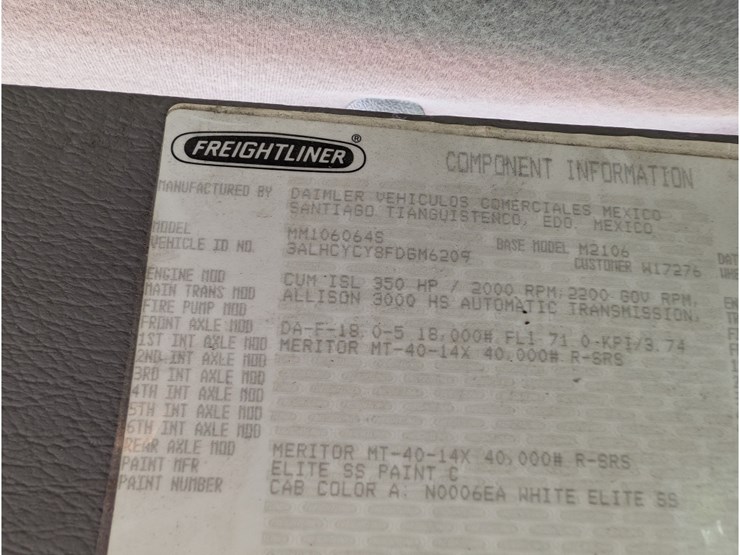 FREIGHTLINER ®
COMPONENT INFORMATION
MANUFACTURED BY DAIMLER VEHICULOS COMERCIALES MEXICO
SANTIAGO TIANGUISTENCO, EDO. MEXICO
MODEL MM106064S BASE MODEL M2106 DAT
VEHICLE ID NO. 3ALHCYCY8FDGM6209 CUSTOMER W17276
ENGINE MOD CUM ISL 350 HP / 2000 RPM; 2200 GOV RPM, EN
MAIN TRANS MOD ALLISON 3000 HS AUTOMATIC TRANSMISSION,
FIRE PUMP MOD
FRONT AXLE MOD DA-F-18.0-5 18,000# FL1 71.0-KPI/3.74
1ST INT AXLE MOD MERITOR MT-40-14X 40,000# R-SRS
2ND INT AXLE MOD
3RD INT AXLE MOD
4TH INT AXLE MOD
5TH INT AXLE MOD
6TH INT AXLE MOD
REAR AXLE MOD MERITOR MT-40-14X 40,000# R-SRS
PAINT MFR ELITE SS PAINT C
PAINT NUMBER CAB COLOR A: N0006EA WHITE ELITE SS